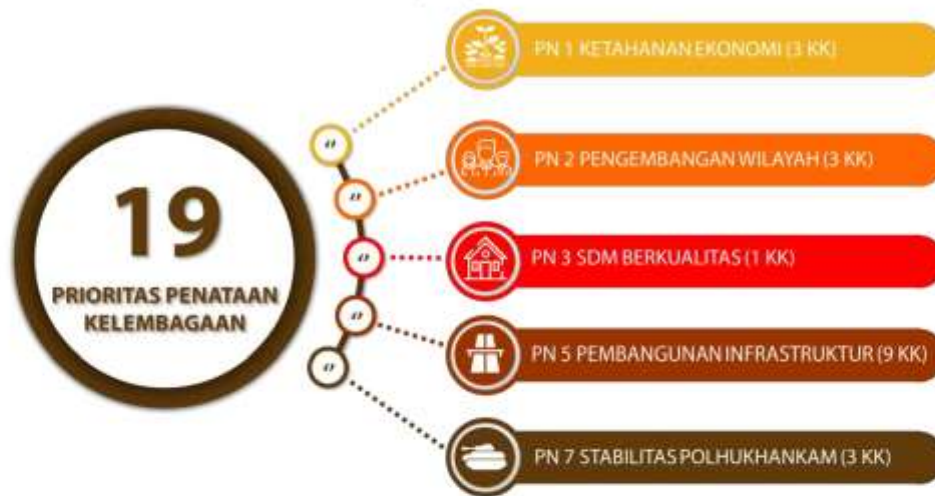 19
PRIORITAS PENATAAN
KELEMBAGAAN
PN 1 KETAHANAN EKONOMI (3 KK)
PN 2 PENGEMBANGAN WILAYAH (3 KK)
PN 3 SDM BERKUALITAS (1 KK)
PN 5 PEMBANGUNAN INFRASTRUKTUR (9 KK)
PN 7 STABILITAS POLHUKHANKAM (3 KK)